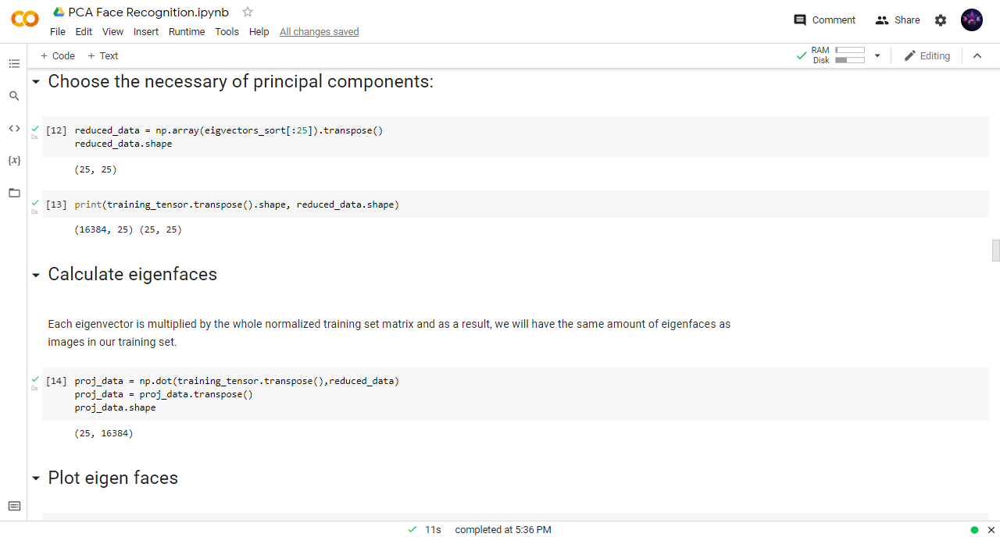 PCA Face Recognition.ipynb
Comment
Share
File Edit View Insert Runtime Tools Help All changes saved
+ Code + Text
RAM
Disk
Editing
Choose the necessary of principal components:
0s
[12] reduced_data = np.array(eigvectors_sort[:25]).transpose()
reduced_data.shape
(25, 25)
0s
[13] print(training_tensor.transpose().shape, reduced_data.shape)
(16384, 25) (25, 25)
Calculate eigenfaces
Each eigenvector is multiplied by the whole normalized training set matrix and as a result, we will have the same amount of eigenfaces as
images in our training set.
0s
[14] proj_data = np.dot(training_tensor.transpose(),reduced_data)
proj_data = proj_data.transpose()
proj_data.shape
(25, 16384)
Plot eigen faces
11s completed at 5:36 PM